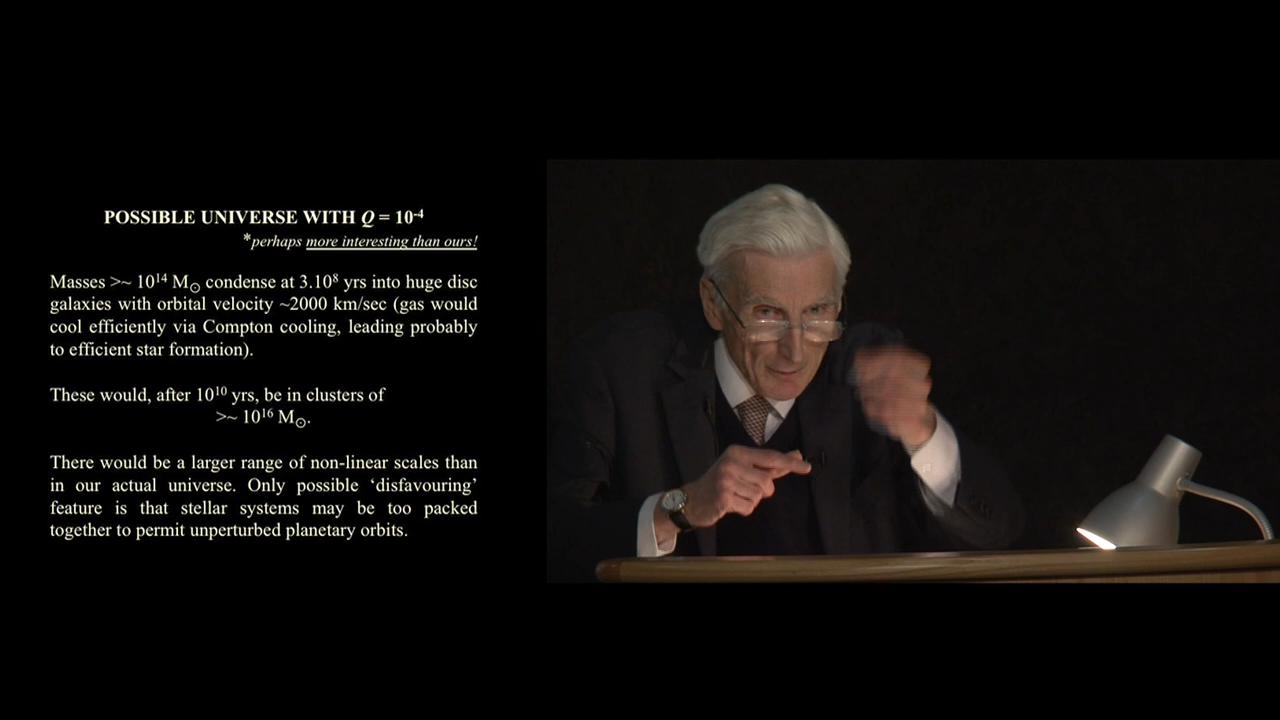 POSSIBLE UNIVERSE WITH Q = 10⁻⁴
*perhaps more interesting than ours!
Masses >~ 10¹⁴ M☉ condense at 3.10⁸ yrs into huge disc
galaxies with orbital velocity ~2000 km/sec (gas would
cool efficiently via Compton cooling, leading probably
to efficient star formation).
These would, after 10¹⁰ yrs, be in clusters of
>~ 10¹⁶ M☉.
There would be a larger range of non-linear scales than
in our actual universe. Only possible ‘disfavouring’
feature is that stellar systems may be too packed
together to permit unperturbed planetary orbits.